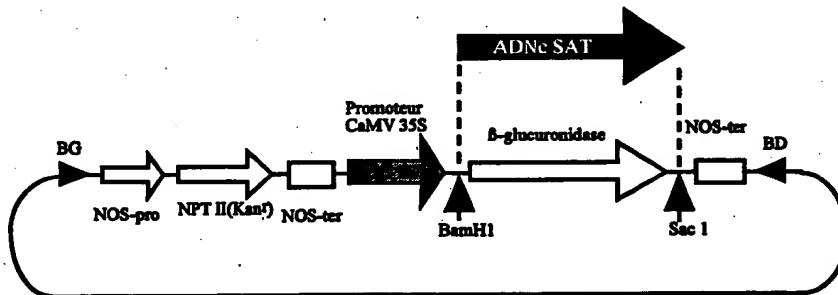 ADNc SAT
Promoteur
CaMV 35S
β-glucuronidase
NOS-ter
BG
BD
NOS-pro
NPT II(Kanʳ)
NOS-ter
BamH1
Sac 1